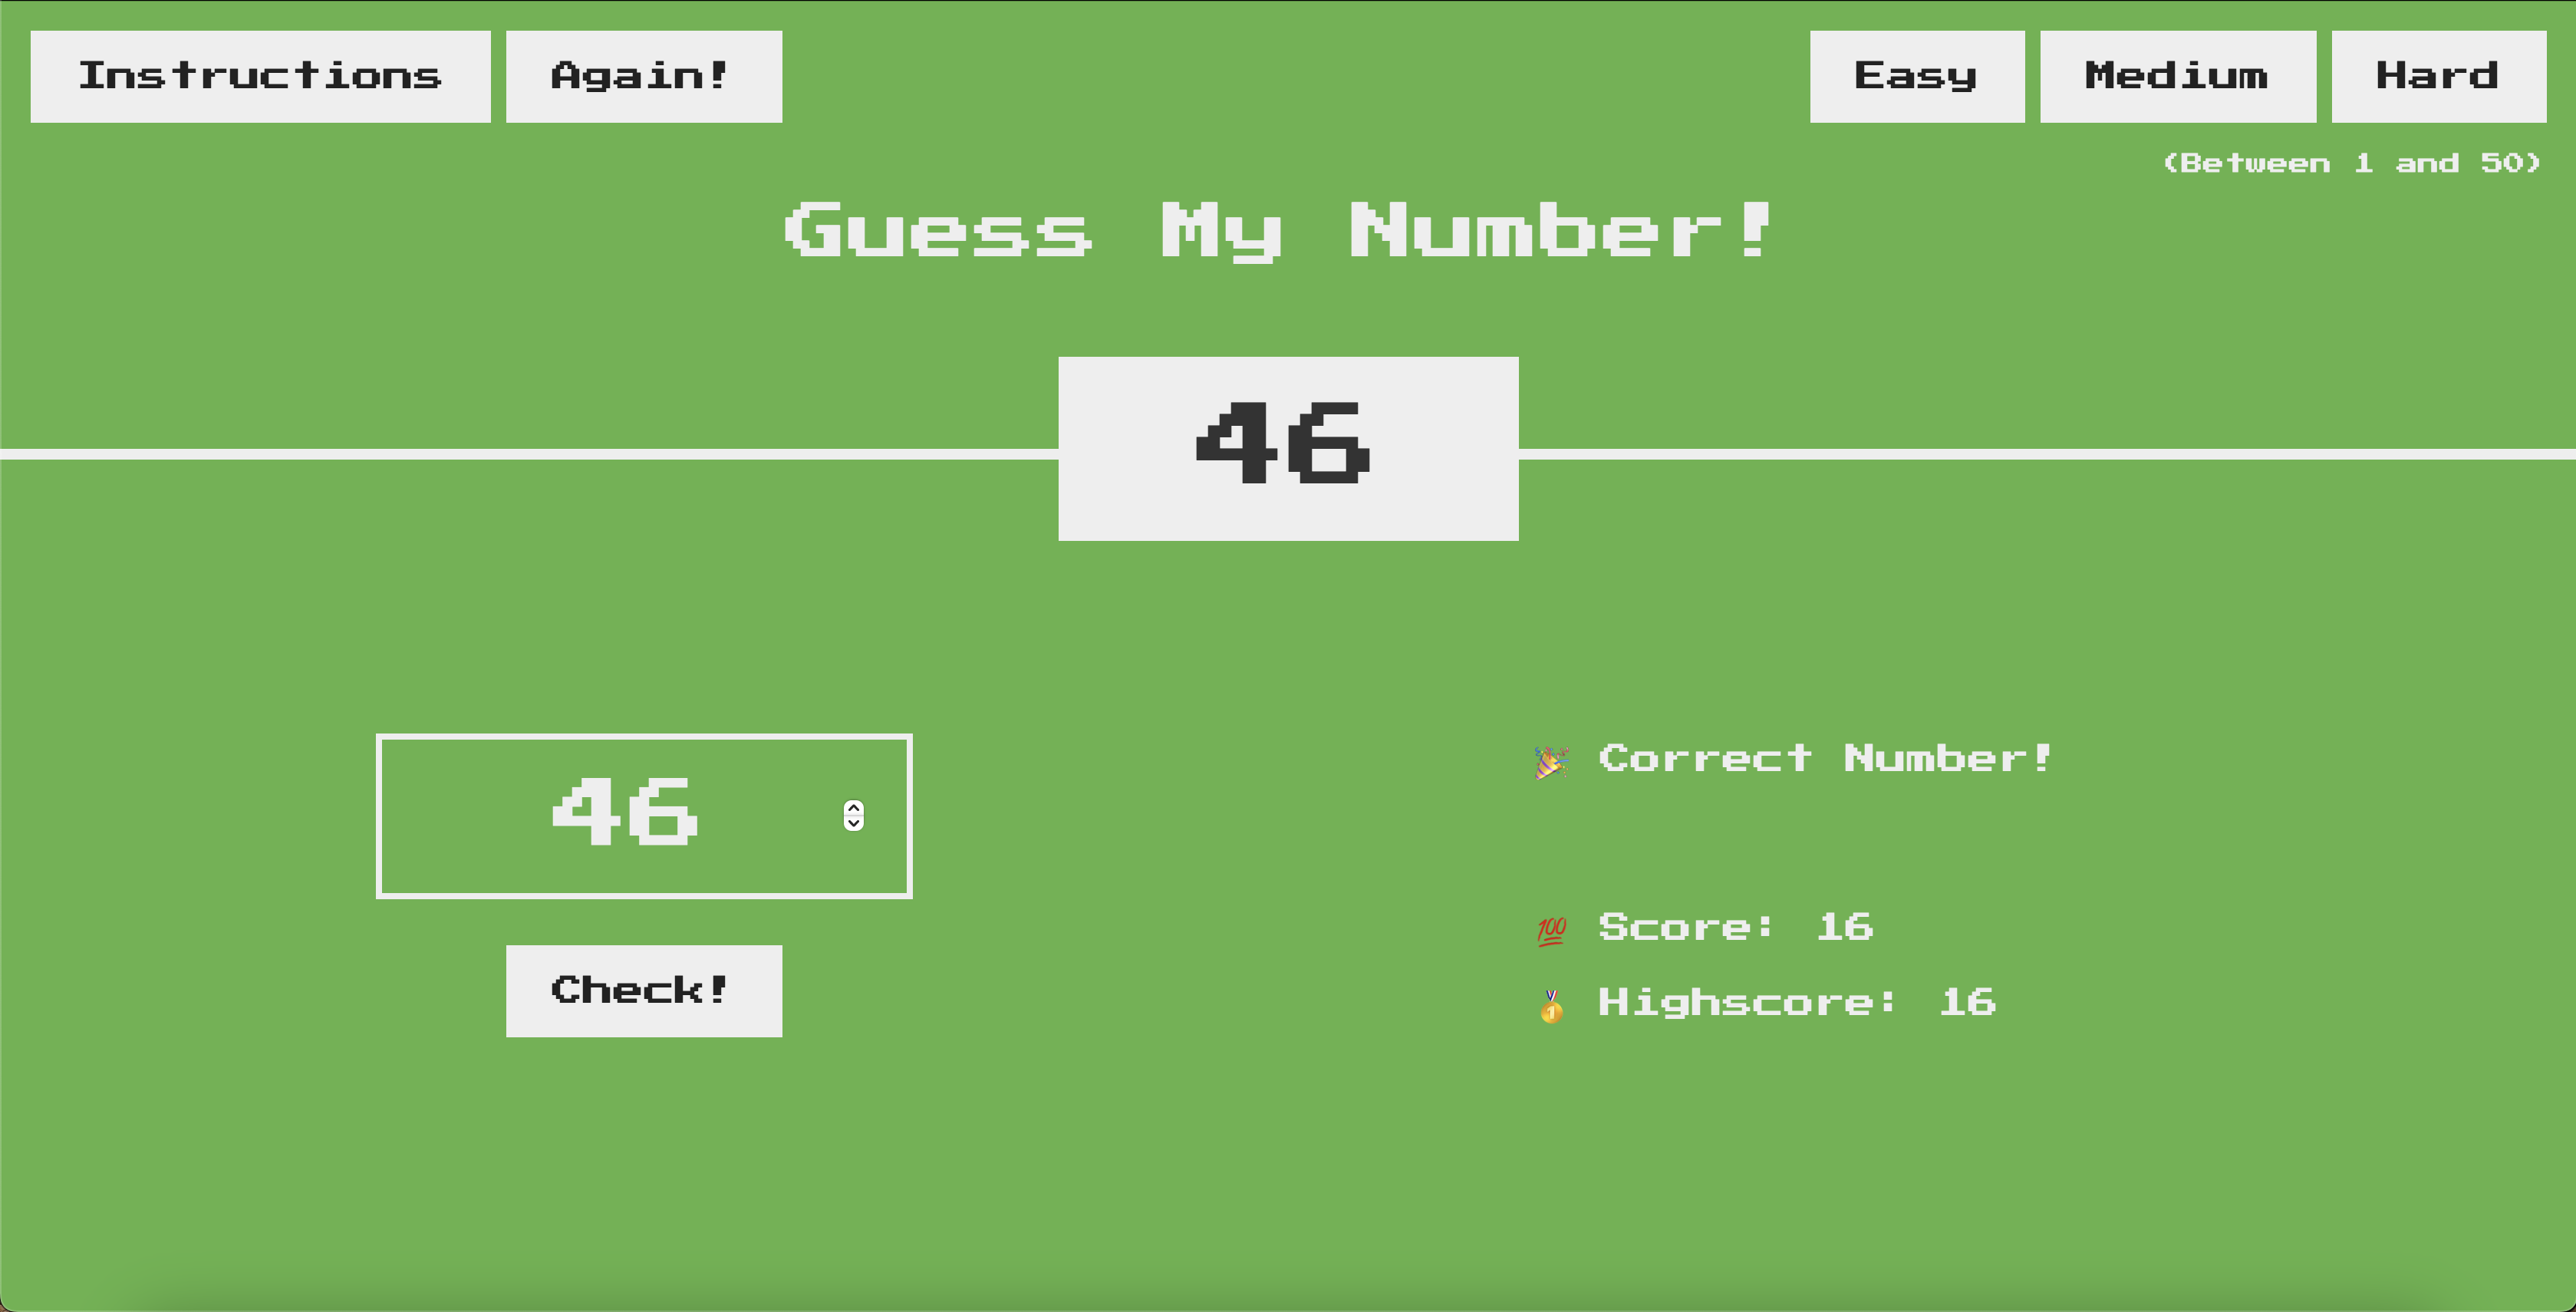 Instructions Again! Easy Medium Hard
(Between 1 and 50)
Guess My Number!
46
46
Check!
🎉 Correct Number!
💯 Score: 16
🥇 Highscore: 16